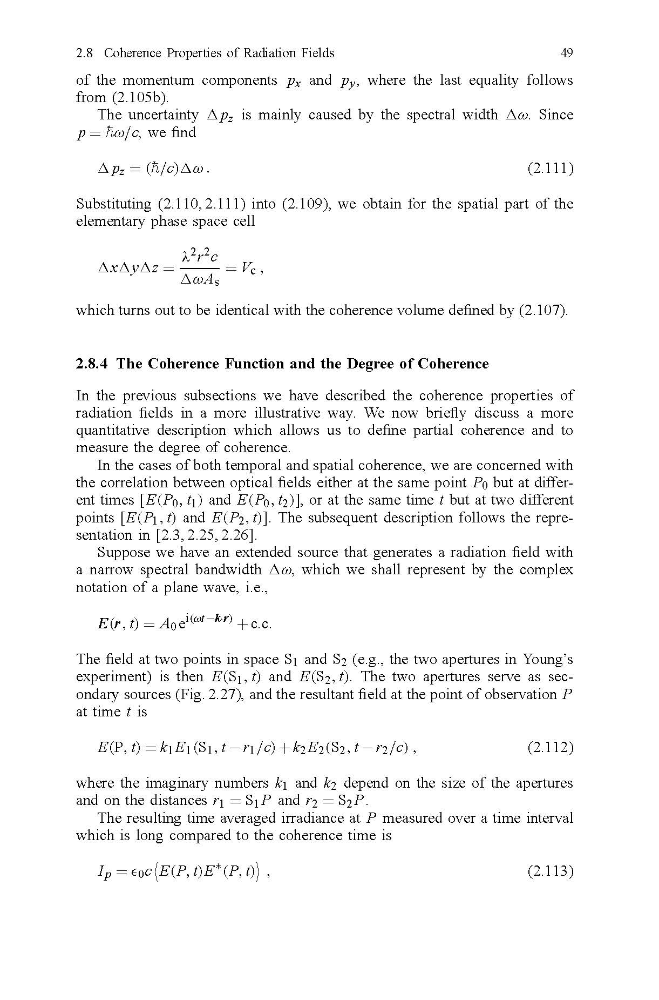 2.8 Coherence Properties of Radiation Fields 49
of the momentum components pₓ and p_y, where the last equality follows
from (2.105b).
The uncertainty Δp_z is mainly caused by the spectral width Δω. Since
p = ℏω/c, we find
Δp_z = (ℏ/c)Δω . (2.111)
Substituting (2.110, 2.111) into (2.109), we obtain for the spatial part of the
elementary phase space cell
ΔxΔyΔz = λ²r²c / ΔωA_s = V_c ,
which turns out to be identical with the coherence volume defined by (2.107).
2.8.4 The Coherence Function and the Degree of Coherence
In the previous subsections we have described the coherence properties of
radiation fields in a more illustrative way. We now briefly discuss a more
quantitative description which allows us to define partial coherence and to
measure the degree of coherence.
In the cases of both temporal and spatial coherence, we are concerned with
the correlation between optical fields either at the same point P₀ but at differ-
ent times [E(P₀, t₁) and E(P₀, t₂)], or at the same time t but at two different
points [E(P₁, t) and E(P₂, t)]. The subsequent description follows the repre-
sentation in [2.3, 2.25, 2.26].
Suppose we have an extended source that generates a radiation field with
a narrow spectral bandwidth Δω, which we shall represent by the complex
notation of a plane wave, i.e.,
E(r, t) = A₀e^{i(ωt−k·r)} + c.c.
The field at two points in space S₁ and S₂ (e.g., the two apertures in Young's
experiment) is then E(S₁, t) and E(S₂, t). The two apertures serve as sec-
ondary sources (Fig. 2.27), and the resultant field at the point of observation P
at time t is
E(P, t) = k₁E₁(S₁, t − r₁/c) + k₂E₂(S₂, t − r₂/c) , (2.112)
where the imaginary numbers k₁ and k₂ depend on the size of the apertures
and on the distances r₁ = S₁P and r₂ = S₂P.
The resulting time averaged irradiance at P measured over a time interval
which is long compared to the coherence time is
I_p = ϵ₀c⟨E(P, t)E*(P, t)⟩ , (2.113)